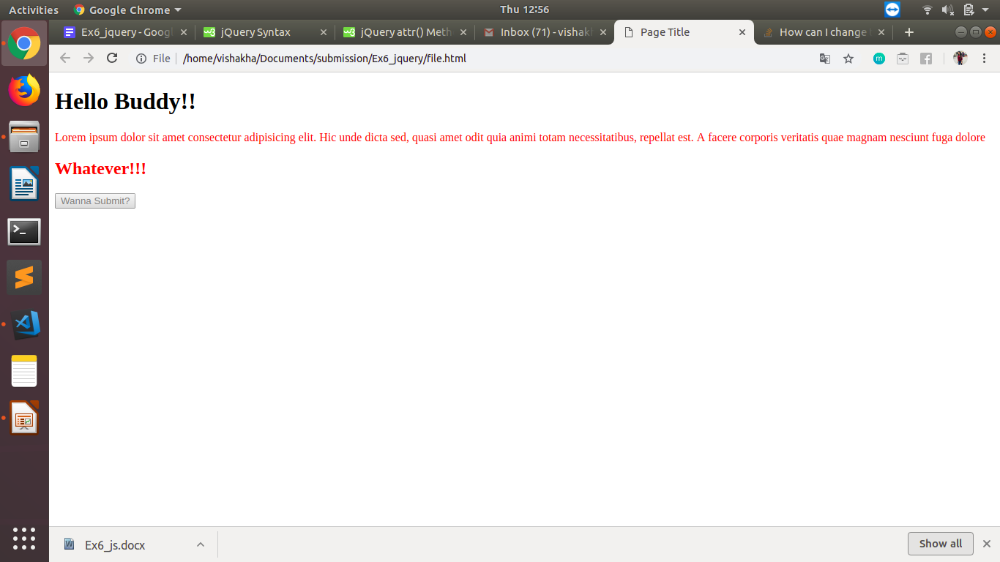 Activities Google Chrome Thu 12:56
Ex6_jquery - Googl jQuery Syntax jQuery attr() Meth Inbox (71) - vishakh Page Title How can I change
File /home/vishakha/Documents/submission/Ex6_jquery/file.html
Hello Buddy!!
Lorem ipsum dolor sit amet consectetur adipisicing elit. Hic unde dicta sed, quasi amet odit quia animi totam necessitatibus, repellat est. A facere corporis veritatis quae magnam nesciunt fuga dolore
Whatever!!!
Wanna Submit?
Ex6_js.docx Show all